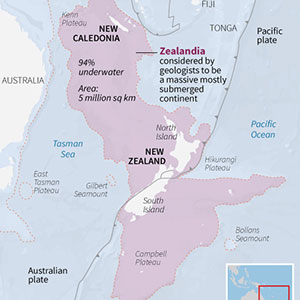 FIJI
Kenn
Plateau
NEW
CALEDONIA
TONGA
Pacific
plate
Zealandia
considered by
geologists to be
a massive mostly
submerged
continent
94%
underwater
Area:
5 million sq km
AUSTRALIA
North
Island
Pacific
Ocean
Tasman
Sea
NEW
ZEALAND
Hikurangi
Plateau
East
Tasman
Plateau
Gilbert
Seamount
South
Island
Bollons
Seamount
Campbell
Plateau
Australian
plate